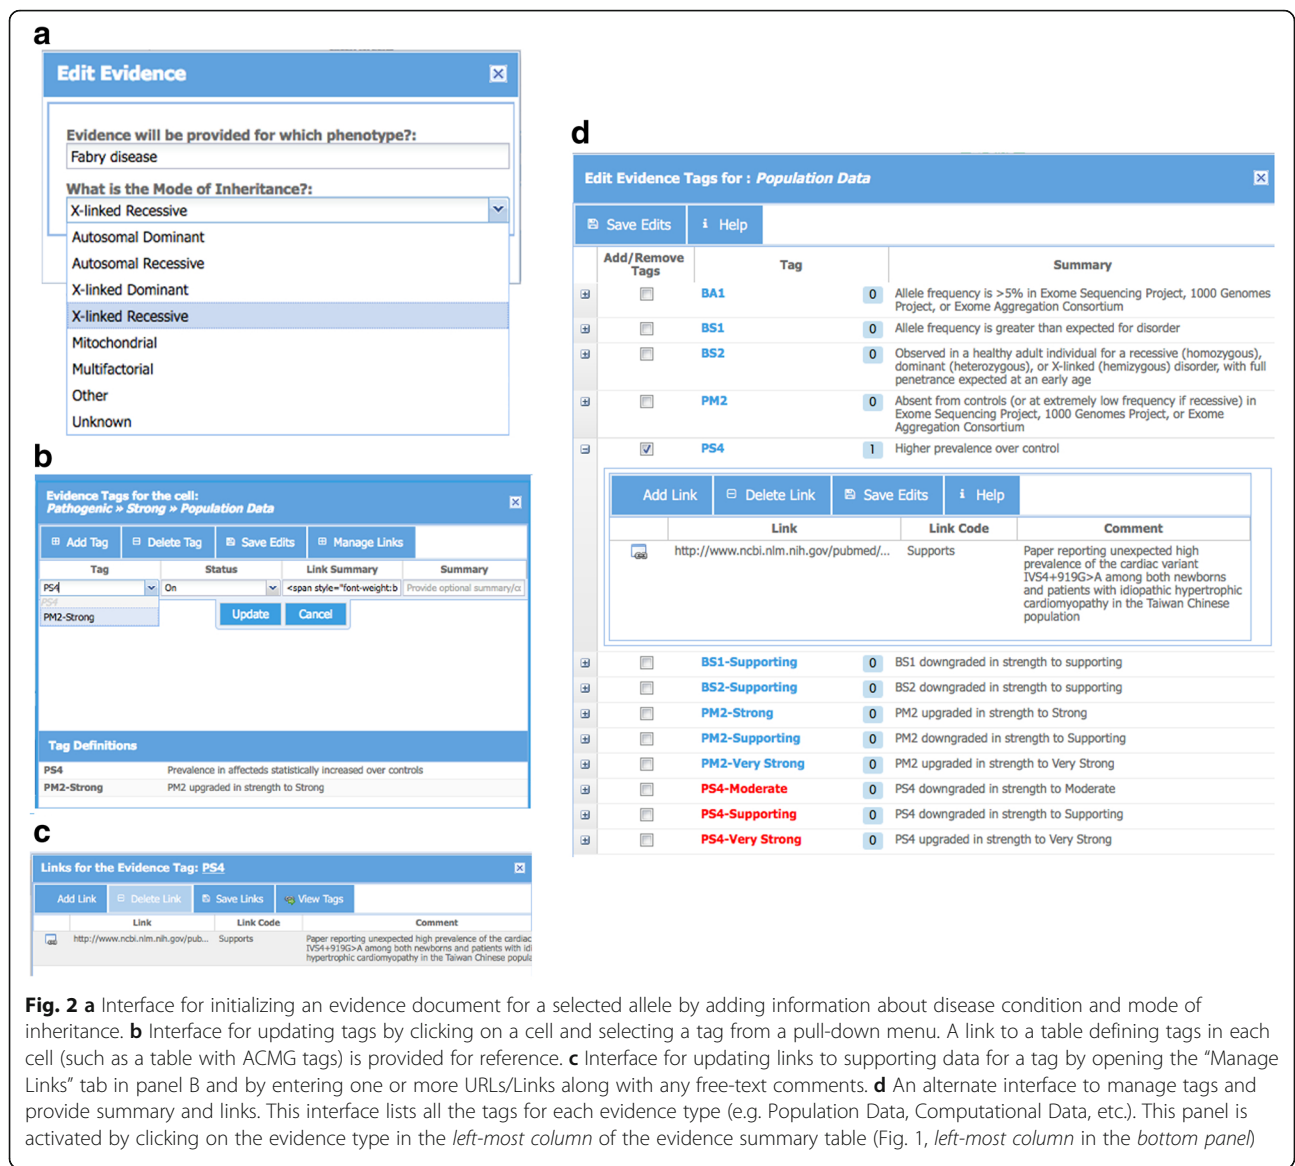 a
Edit Evidence
Evidence will be provided for which phenotype?:
Fabry disease
What is the Mode of Inheritance?:
X-linked Recessive
Autosomal Dominant
Autosomal Recessive
X-linked Dominant
X-linked Recessive
Mitochondrial
Multifactorial
Other
Unknown
b
Evidence Tags for the cell:
Pathogenic » Strong » Population Data
Add Tag Delete Tag Save Edits Manage Links
Tag Status Link Summary Summary
PS4 On <span style="font-weight:b Provide optional summary/co
PS4
PM2-Strong
Update Cancel
Tag Definitions
PS4 Prevalence in affecteds statistically increased over controls
PM2-Strong PM2 upgraded in strength to Strong
c
Links for the Evidence Tag: PS4
Add Link Delete Link Save Links View Tags
Link Link Code Comment
http://www.ncbi.nlm.nih.gov/pub... Supports Paper reporting unexpected high prevalence of the cardiac
IVS4+919G>A among both newborns and patients with idi
hypertrophic cardiomyopathy in the Taiwan Chinese popula
d
Edit Evidence Tags for : Population Data
Save Edits Help
Add/Remove Tags Tag Summary
BA1 0 Allele frequency is >5% in Exome Sequencing Project, 1000 Genomes
Project, or Exome Aggregation Consortium
BS1 0 Allele frequency is greater than expected for disorder
BS2 0 Observed in a healthy adult individual for a recessive (homozygous),
dominant (heterozygous), or X-linked (hemizygous) disorder, with full
penetrance expected at an early age
PM2 0 Absent from controls (or at extremely low frequency if recessive) in
Exome Sequencing Project, 1000 Genomes Project, or Exome
Aggregation Consortium
PS4 1 Higher prevalence over control
Add Link Delete Link Save Edits Help
Link Link Code Comment
http://www.ncbi.nlm.nih.gov/pubmed/... Supports Paper reporting unexpected high
prevalence of the cardiac variant
IVS4+919G>A among both newborns
and patients with idiopathic hypertrophic
cardiomyopathy in the Taiwan Chinese
population
BS1-Supporting 0 BS1 downgraded in strength to supporting
BS2-Supporting 0 BS2 downgraded in strength to supporting
PM2-Strong 0 PM2 upgraded in strength to Strong
PM2-Supporting 0 PM2 downgraded in strength to Supporting
PM2-Very Strong 0 PM2 upgraded in strength to Very Strong
PS4-Moderate 0 PS4 downgraded in strength to Moderate
PS4-Supporting 0 PS4 downgraded in strength to Supporting
PS4-Very Strong 0 PS4 upgraded in strength to Very Strong
Fig. 2 a Interface for initializing an evidence document for a selected allele by adding information about disease condition and mode of
inheritance. b Interface for updating tags by clicking on a cell and selecting a tag from a pull-down menu. A link to a table defining tags in each
cell (such as a table with ACMG tags) is provided for reference. c Interface for updating links to supporting data for a tag by opening the “Manage
Links” tab in panel B and by entering one or more URLs/Links along with any free-text comments. d An alternate interface to manage tags and
provide summary and links. This interface lists all the tags for each evidence type (e.g. Population Data, Computational Data, etc.). This panel is
activated by clicking on the evidence type in the left-most column of the evidence summary table (Fig. 1, left-most column in the bottom panel)